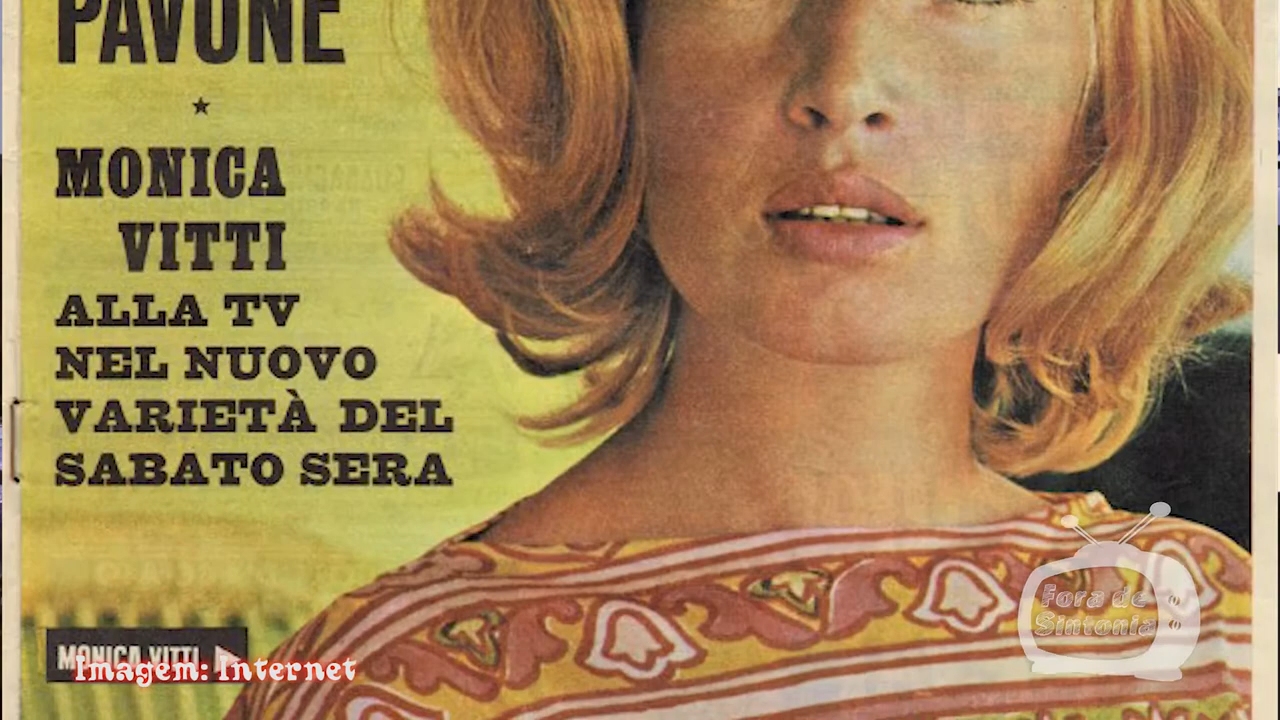 PAVONE
MONICA
VITTI
ALLA TV
NEL NUOVO
VARIETÀ DEL
SABATO SERA
MONICA VITTI
Imagem: Internet
Fora de
Sintonia